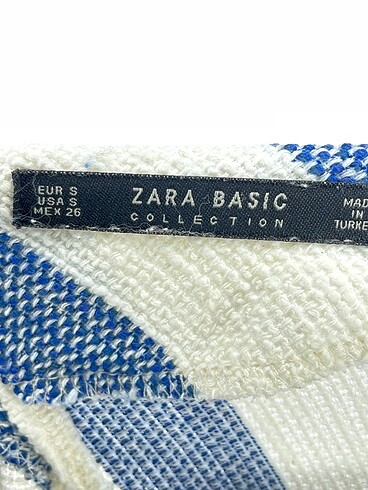 EUR S
USA S
MEX 26
ZARA BASIC
COLLECTION
MADE
IN
TURKEY